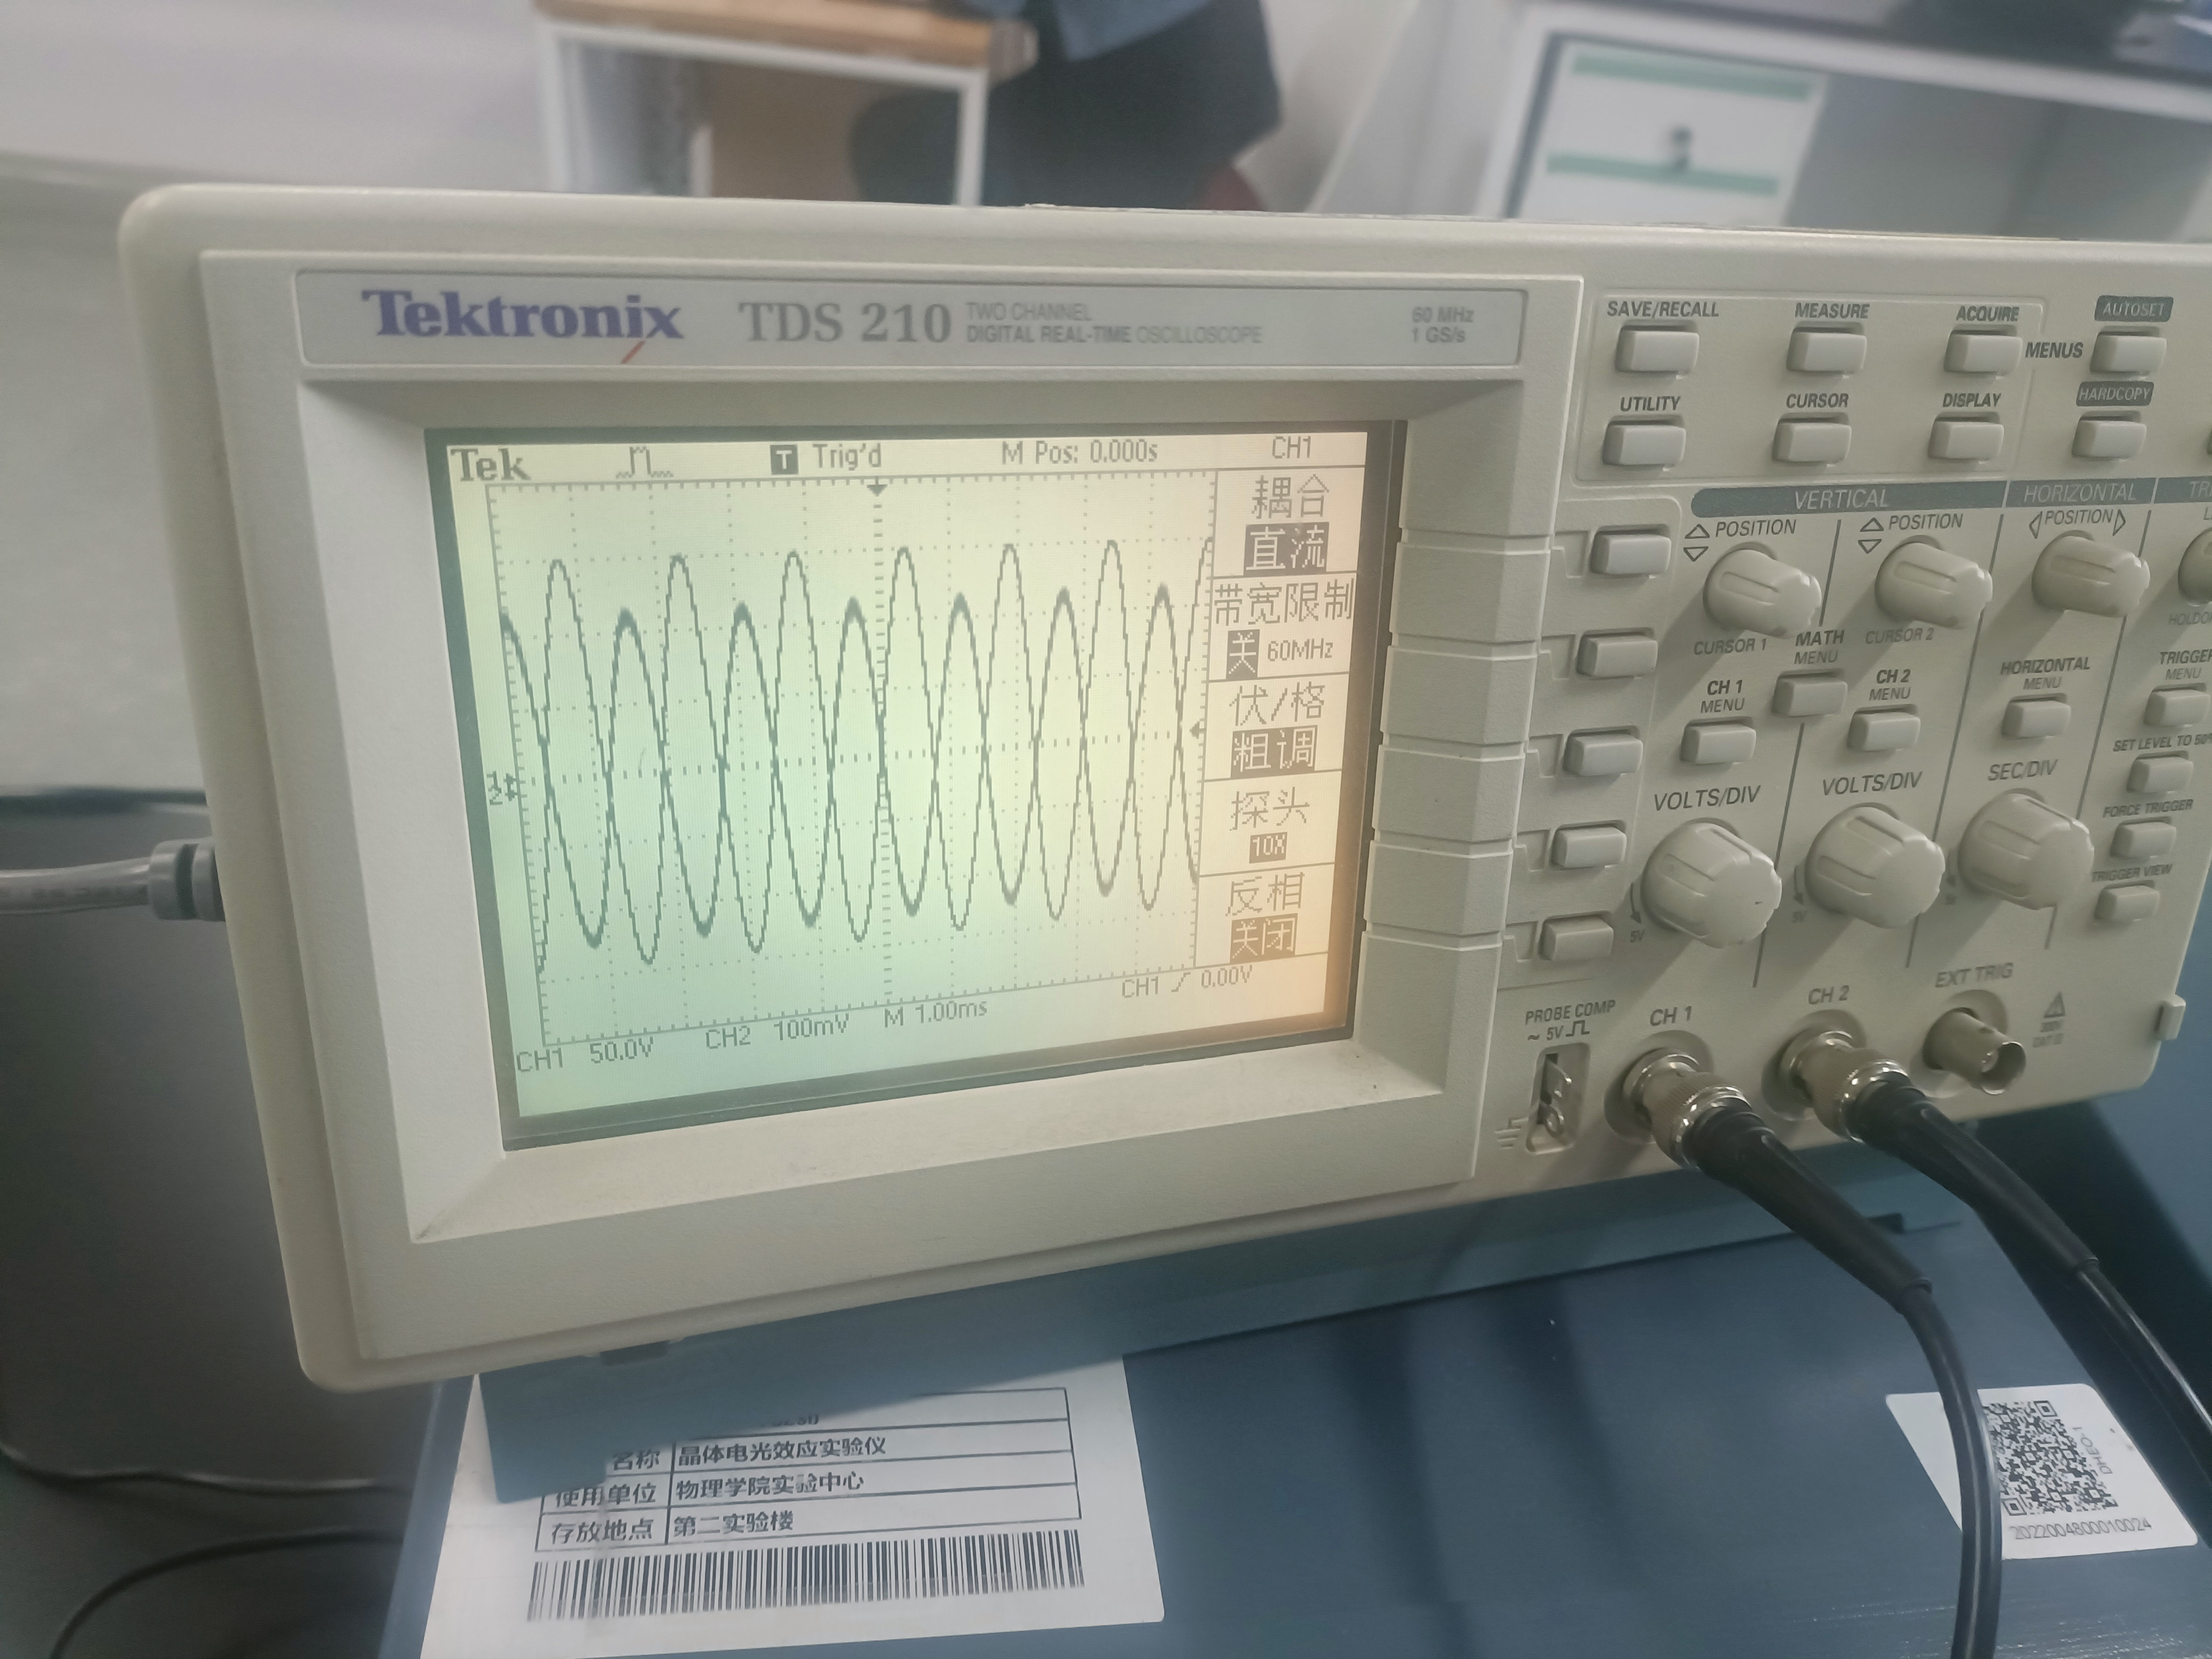 Tektronix TDS 210 TWO CHANNEL
DIGITAL REAL-TIME OSCILLOSCOPE
60 MHz
1 GS/s
Tek T Trig'd M Pos: 0.000s CH1
耦合
直流
带宽限制
关 60MHz
伏/格
粗调
探头
10X
反相
关闭
1
2
CH1 50.0V CH2 100mV M 1.00ms CH1 0.00V
SAVE/RECALL MEASURE ACQUIRE AUTOSET
MENUS
UTILITY CURSOR DISPLAY HARDCOPY
VERTICAL HORIZONTAL
POSITION POSITION POSITION
CURSOR 1 MATH MENU CURSOR 2
HORIZONTAL MENU
TRIGGER MENU
CH 1 MENU CH 2 MENU
VOLTS/DIV VOLTS/DIV SEC/DIV
FORCE TRIGGER
TRIGGER VIEW
5V
PROBE COMP
~ 5V
CH 1 CH 2 EXT TRIG
名称 晶体电光效应实验仪
使用单位 物理学院实验中心
存放地点 第二实验楼
2022004800010024